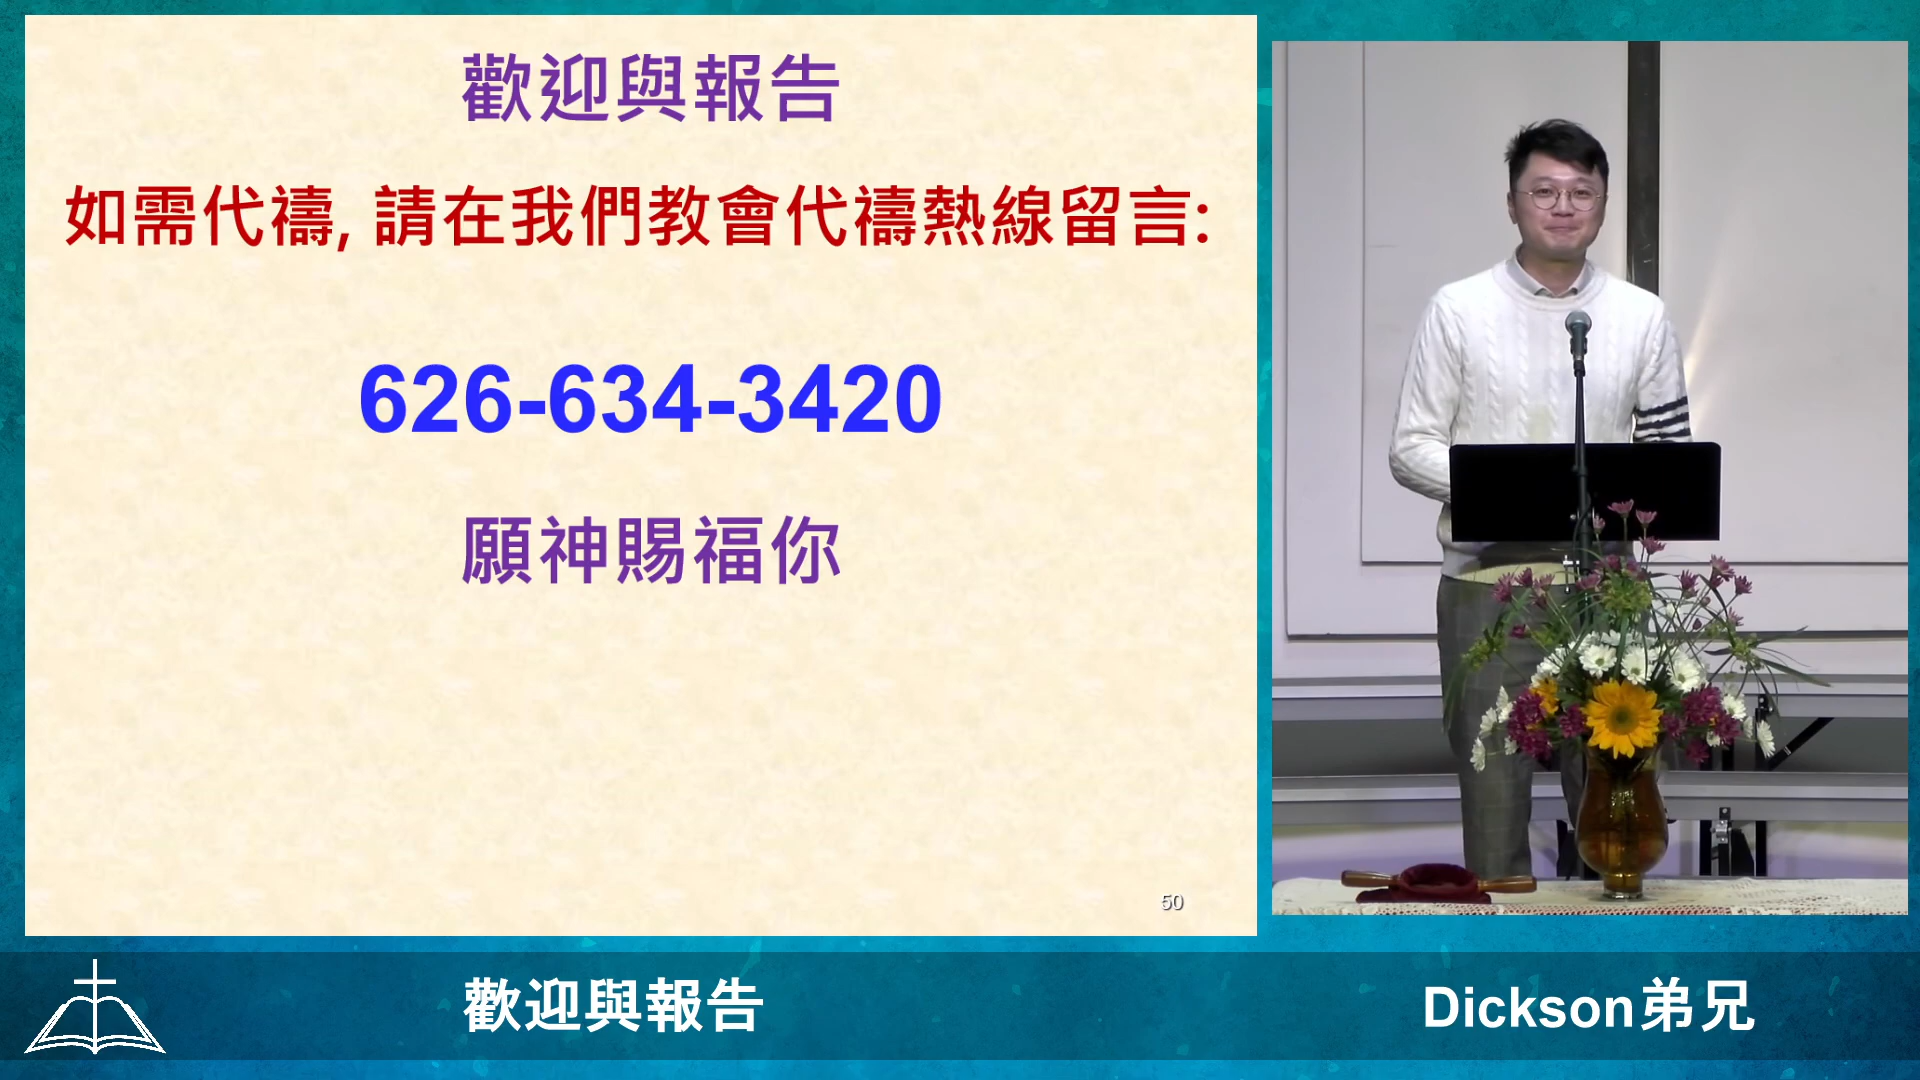 歡迎與報告
如需代禱, 請在我們教會代禱熱線留言:
626-634-3420
願神賜福你
50
歡迎與報告
Dickson弟兄